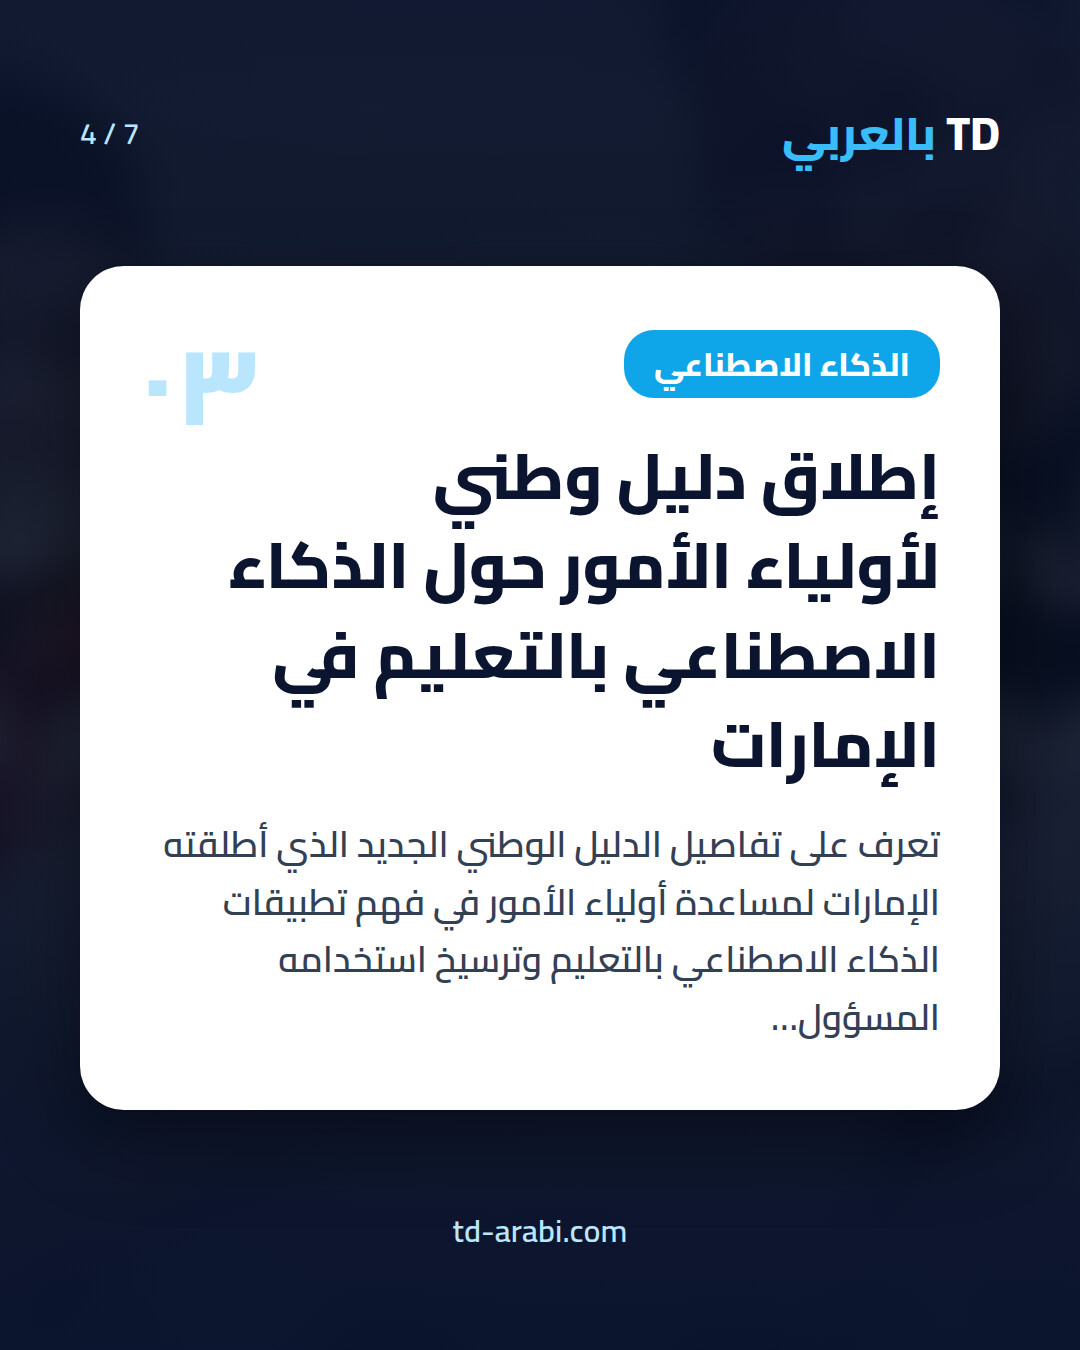 TD بالعربي
4 / 7
الذكاء الاصطناعي
٠٣
إطلاق دليل وطني
لأولياء الأمور حول الذكاء
الاصطناعي بالتعليم في
الإمارات
تعرف على تفاصيل الدليل الوطني الجديد الذي أطلقته
الإمارات لمساعدة أولياء الأمور في فهم تطبيقات
الذكاء الاصطناعي بالتعليم وترسيخ استخدامه
المسؤول...
td-arabi.com